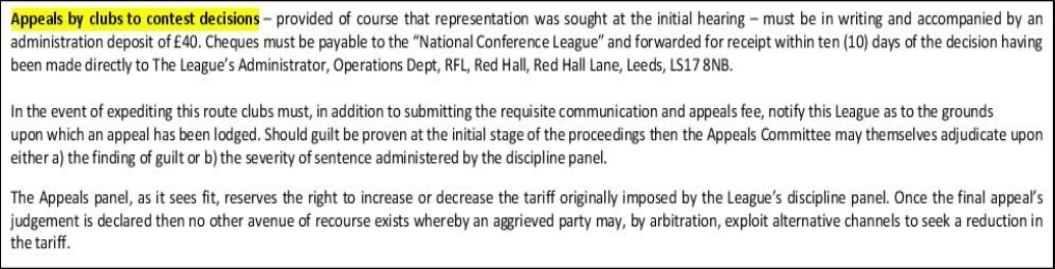 Appeals by clubs to contest decisions – provided of course that representation was sought at the initial hearing – must be in writing and accompanied by an
administration deposit of £40. Cheques must be payable to the “National Conference League” and forwarded for receipt within ten (10) days of the decision having
been made directly to The League’s Administrator, Operations Dept, RFL, Red Hall, Red Hall Lane, Leeds, LS17 8NB.
In the event of expediting this route clubs must, in addition to submitting the requisite communication and appeals fee, notify this League as to the grounds
upon which an appeal has been lodged. Should guilt be proven at the initial stage of the proceedings then the Appeals Committee may themselves adjudicate upon
either a) the finding of guilt or b) the severity of sentence administered by the discipline panel.
The Appeals panel, as it sees fit, reserves the right to increase or decrease the tariff originally imposed by the League’s discipline panel. Once the final appeal’s
judgement is declared then no other avenue of recourse exists whereby an aggrieved party may, by arbitration, exploit alternative channels to seek a reduction in
the tariff.